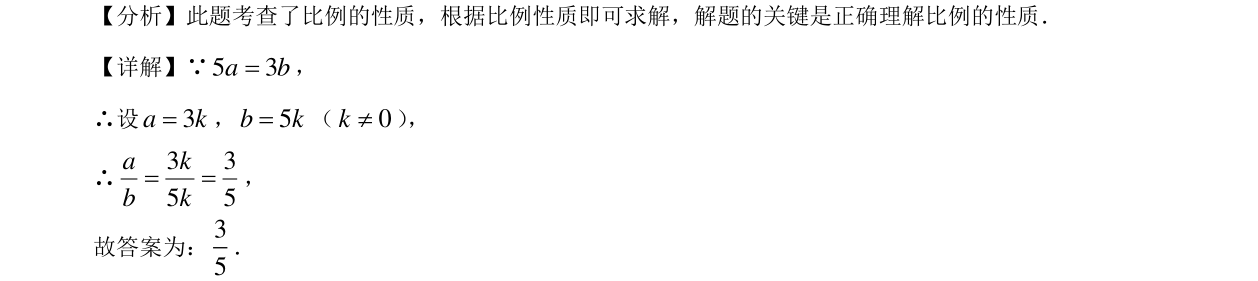 【分析】此题考查了比例的性质，根据比例性质即可求解，解题的关键是正确理解比例的性质．
【详解】∵5a＝3b，
∴设a＝3k，b＝5k（k≠0），
∴a/b＝3k/5k＝3/5，
故答案为：3/5．